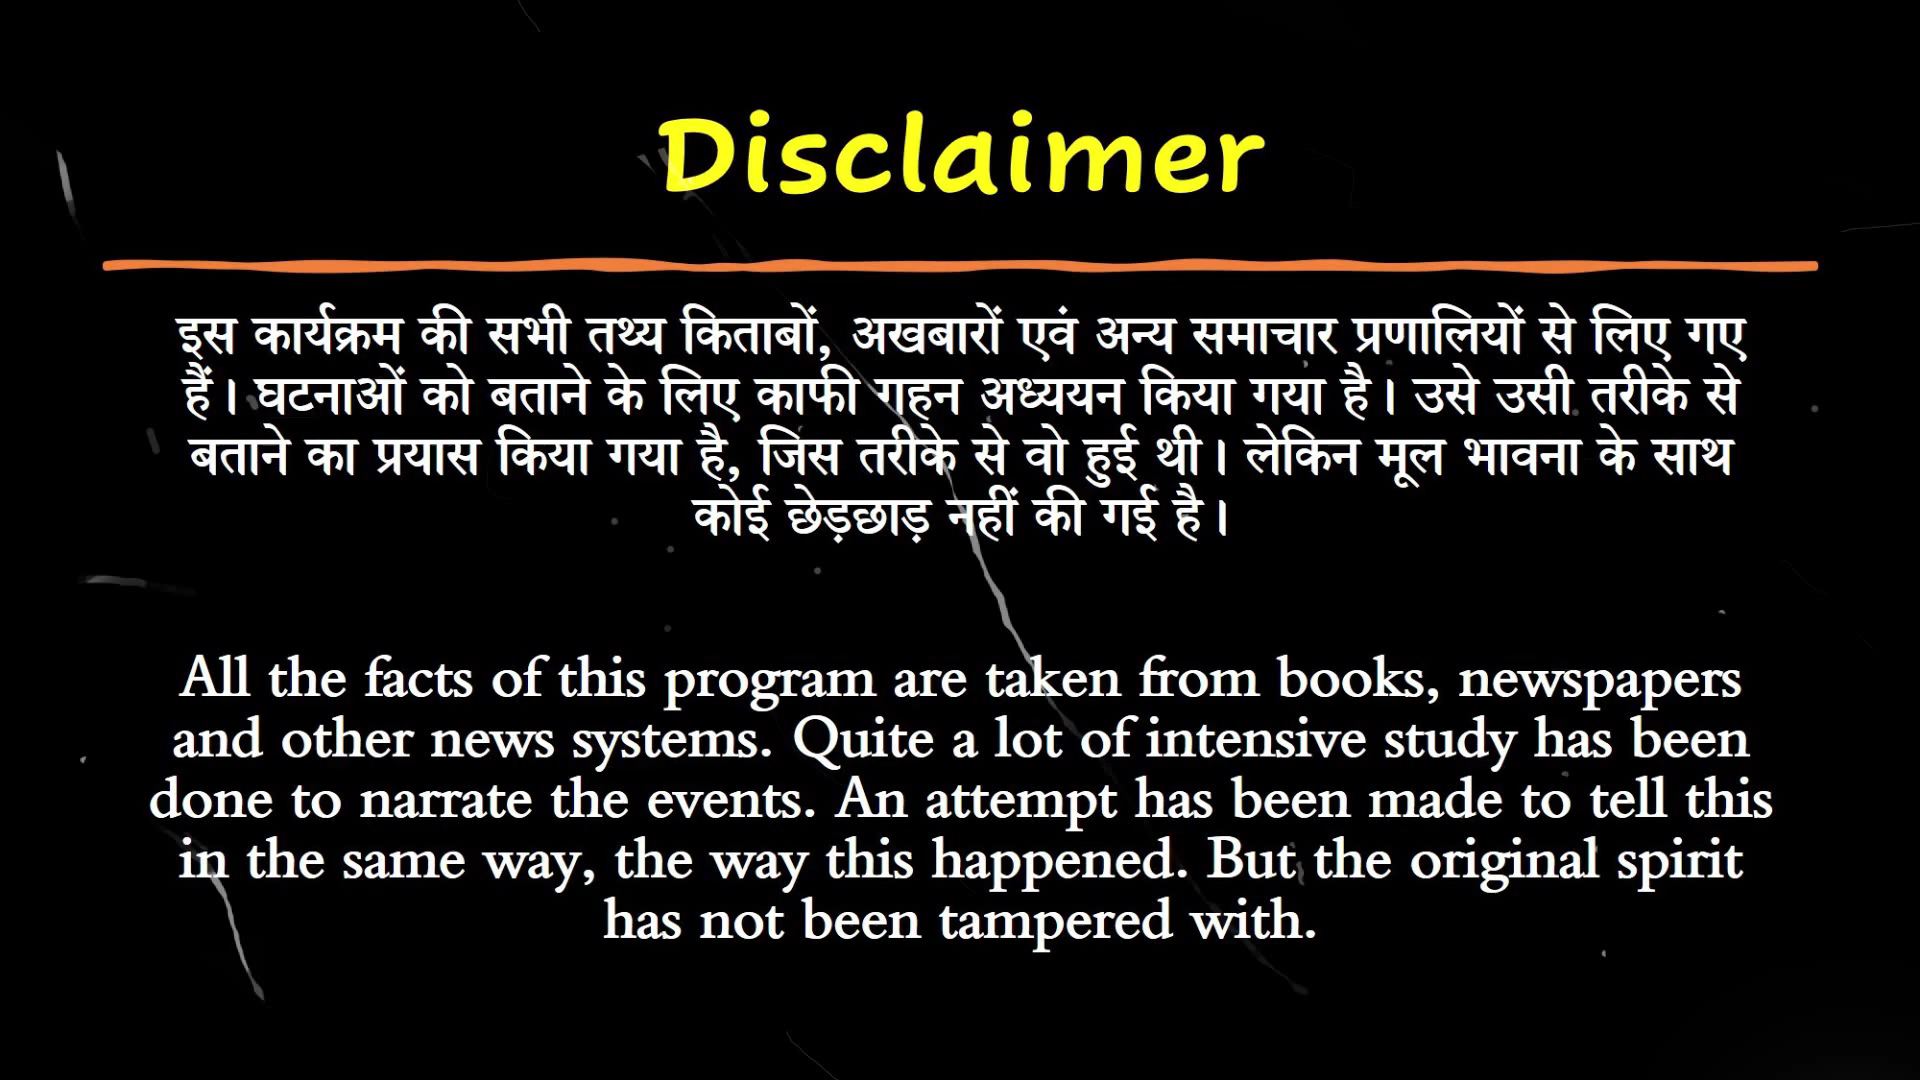 Disclaimer
इस कार्यक्रम की सभी तथ्य किताबों, अखबारों एवं अन्य समाचार प्रणालियों से लिए गए
हैं। घटनाओं को बताने के लिए काफी गहन अध्ययन किया गया है। उसे उसी तरीके से
बताने का प्रयास किया गया है, जिस तरीके से वो हुई थी। लेकिन मूल भावना के साथ
कोई छेड़छाड़ नहीं की गई है।
All the facts of this program are taken from books, newspapers
and other news systems. Quite a lot of intensive study has been
done to narrate the events. An attempt has been made to tell this
in the same way, the way this happened. But the original spirit
has not been tampered with.